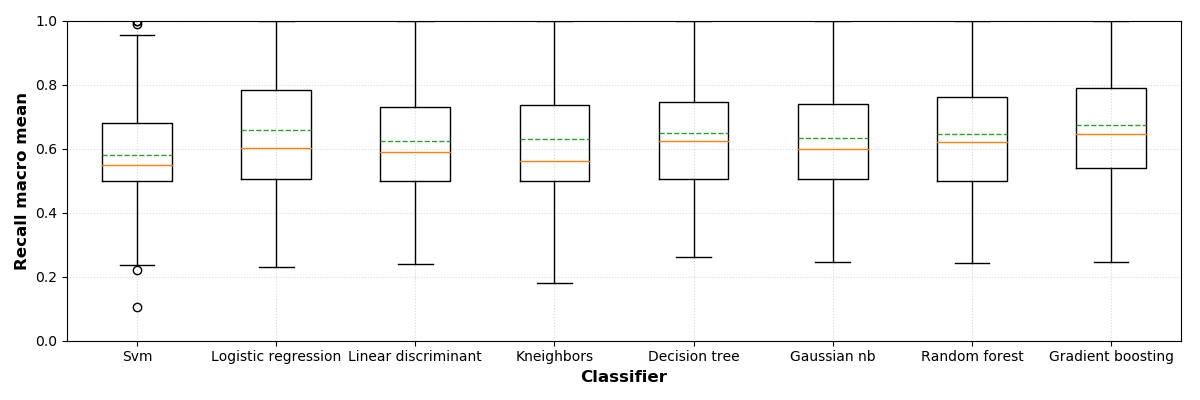 Recall macro mean
1.0
0.8
0.6
0.4
0.2
0.0
Svm Logistic regression Linear discriminant Kneighbors Decision tree Gaussian nb Random forest Gradient boosting
Classifier